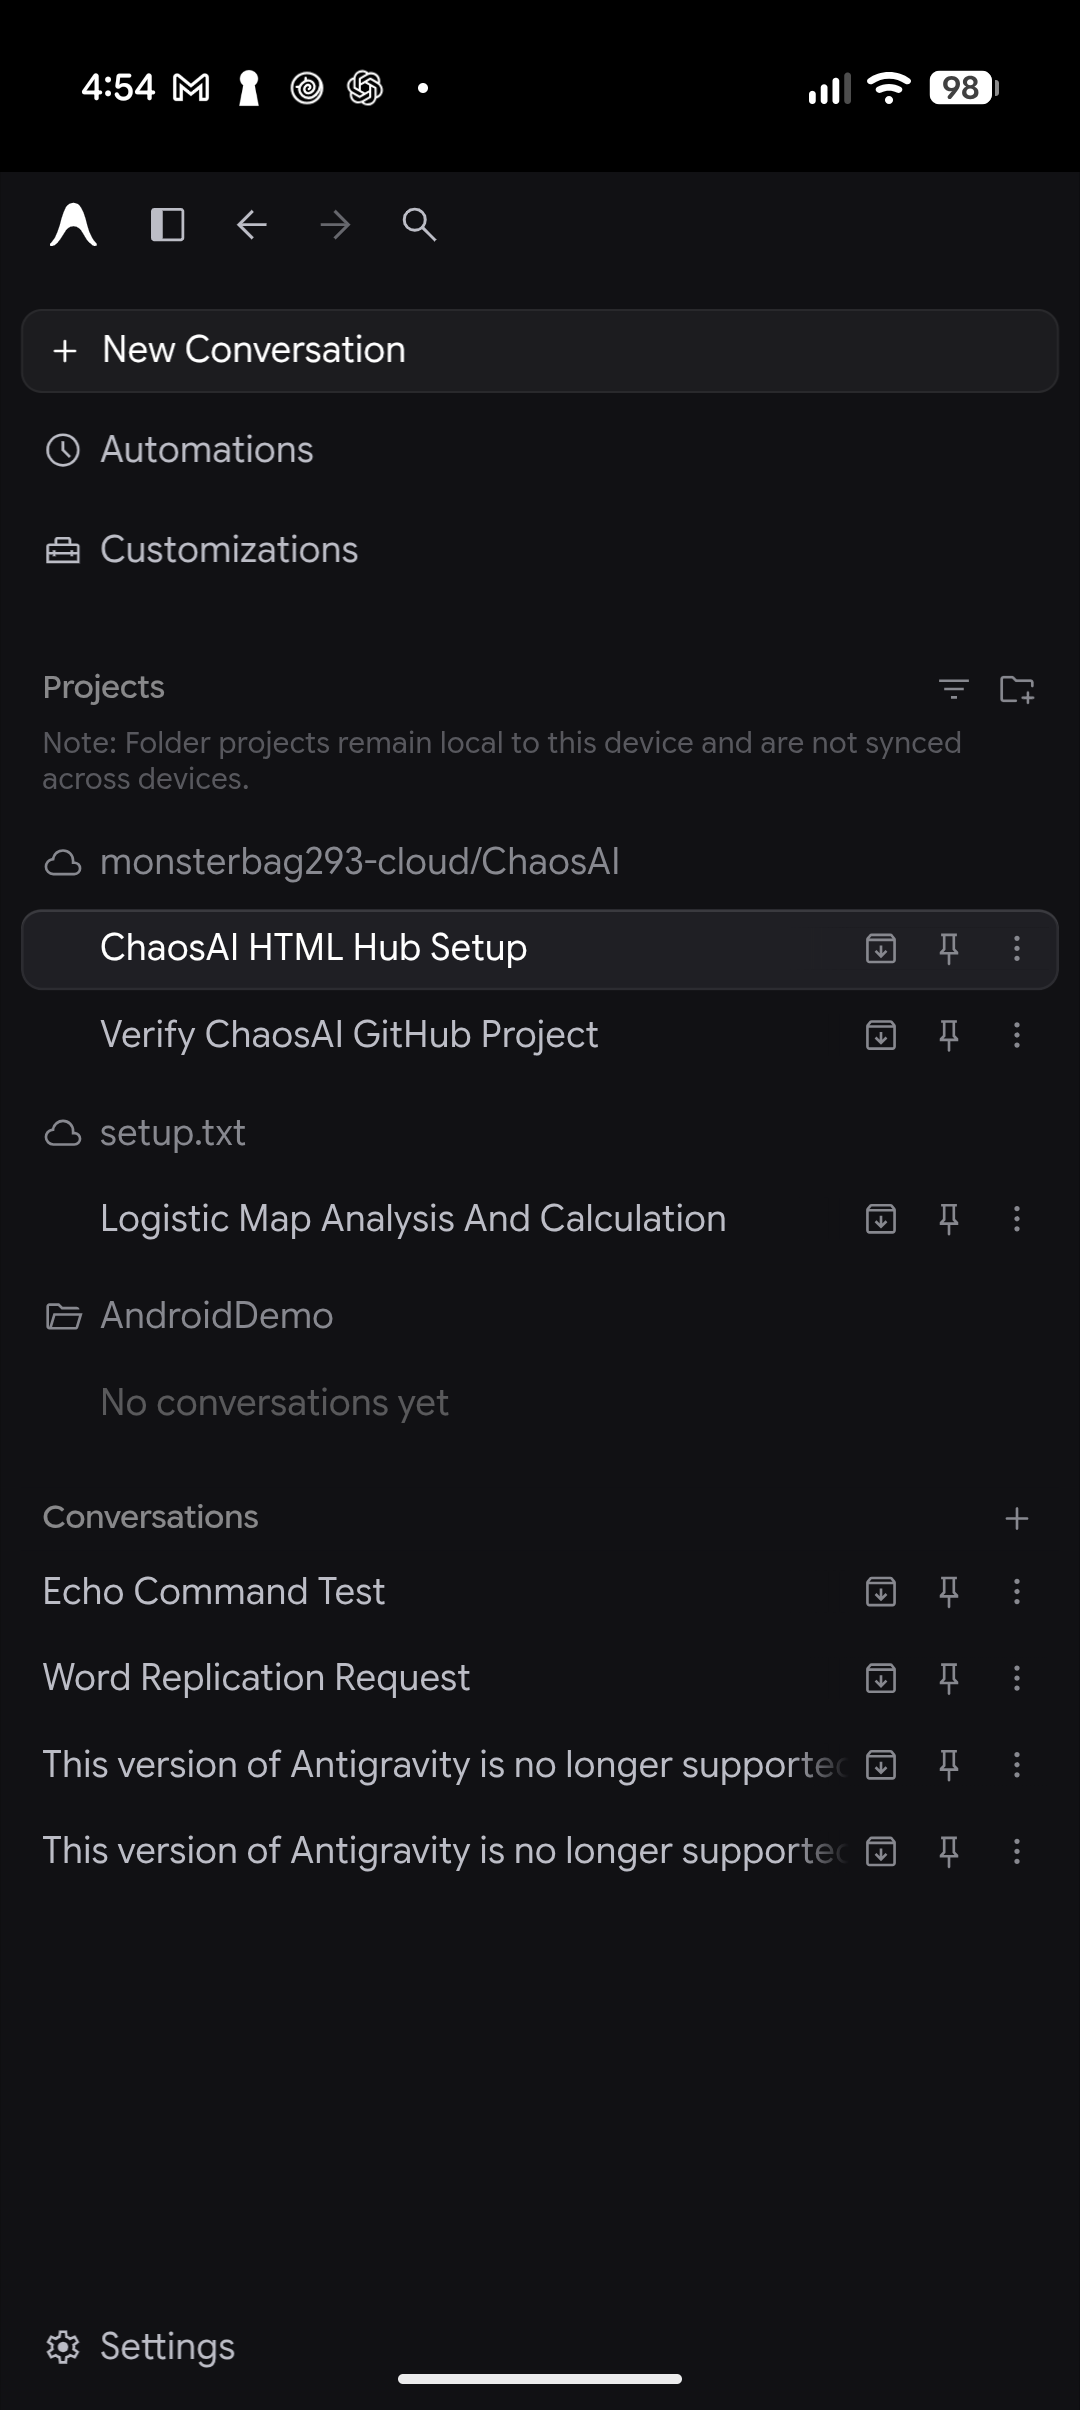 4:54
98
New Conversation
Automations
Customizations
Projects
Note: Folder projects remain local to this device and are not synced
across devices.
monsterbag293-cloud/ChaosAI
ChaosAI HTML Hub Setup
Verify ChaosAI GitHub Project
setup.txt
Logistic Map Analysis And Calculation
AndroidDemo
No conversations yet
Conversations
Echo Command Test
Word Replication Request
This version of Antigravity is no longer supported
This version of Antigravity is no longer supported
Settings